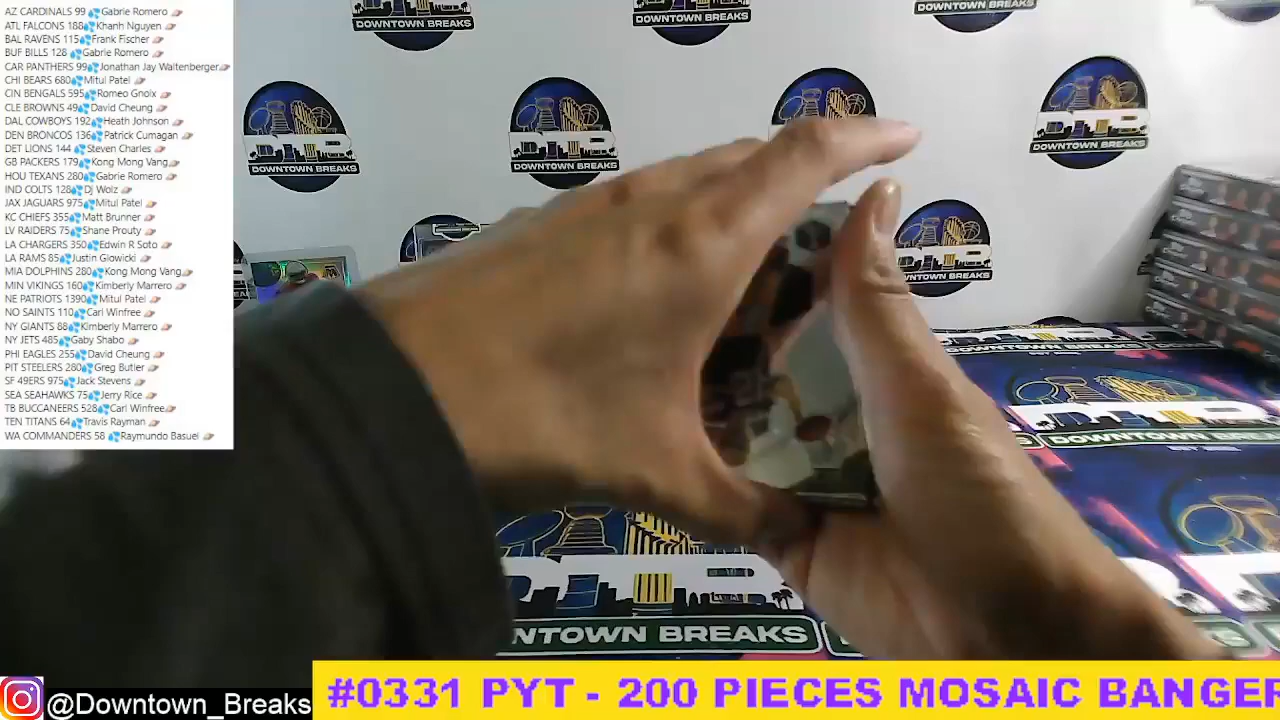 AZ CARDINALS 99💦Gabrie Romero
ATL FALCONS 188💦Khanh Nguyen
BAL RAVENS 115💦Frank Fischer
BUF BILLS 128 💦Gabrie Romero
CAR PANTHERS 99💦Jonathan Jay Waltenberger
CHI BEARS 680💦Mitul Patel
CIN BENGALS 595💦Romeo Gnoix
CLE BROWNS 49💦David Cheung
DAL COWBOYS 192💦Heath Johnson
DEN BRONCOS 136💦Patrick Cumagan
DET LIONS 144 💦Steven Charles
GB PACKERS 179💦Kong Mong Vang
HOU TEXANS 280💦Gabrie Romero
IND COLTS 128💦DJ Wolz
JAX JAGUARS 975💦Mitul Patel
KC CHIEFS 355💦Matt Brunner
LV RAIDERS 75💦Shane Prouty
LA CHARGERS 350💦Edwin R Soto
LA RAMS 85💦Justin Glowicki
MIA DOLPHINS 280💦Kong Mong Vang
MIN VIKINGS 160💦Kimberly Marrero
NE PATRIOTS 1390💦Mitul Patel
NO SAINTS 110💦Carl Winfree
NY GIANTS 88💦Kimberly Marrero
NY JETS 485💦Gaby Shabo
PHI EAGLES 255💦David Cheung
PIT STEELERS 280💦Greg Butler
SF 49ERS 975💦Jack Stevens
SEA SEAHAWKS 75💦Jerry Rice
TB BUCCANEERS 528💦Carl Winfree
TEN TITANS 64💦Travis Rayman
WA COMMANDERS 58 💦Raymundo Basuel
DOWNTOWN BREAKS
DOWNTOWN BREAKS
DOWNTOWN BREAKS
DTB
DOWNTOWN BREAKS
DTB
DOWNTOWN BREAKS
DTB
DOWNTOWN BREAKS
DOWNTOWN BREAKS
DOWNTOWN BREAKS
NTOWN BREAKS
@Downtown_Breaks
#0331 PYT - 200 PIECES MOSAIC BANGER